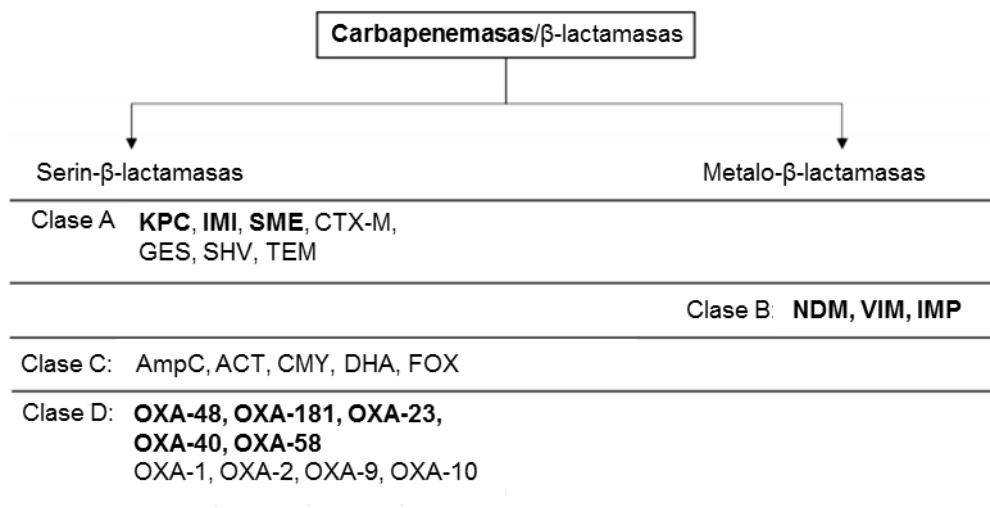 Carbapenemasas/β-lactamasas
Serin-β-lactamasas
Metalo-β-lactamasas
Clase A KPC, IMI, SME, CTX-M,
GES, SHV, TEM
Clase B: NDM, VIM, IMP
Clase C: AmpC, ACT, CMY, DHA, FOX
Clase D: OXA-48, OXA-181, OXA-23,
OXA-40, OXA-58
OXA-1, OXA-2, OXA-9, OXA-10